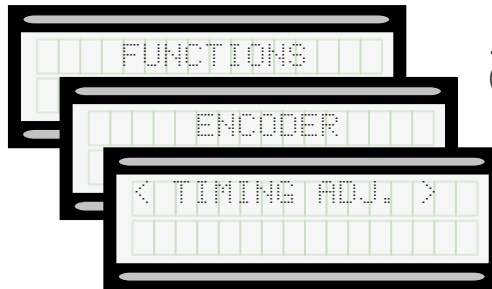 FUNCTIONS
ENCODER
< TIMING ADJ. >